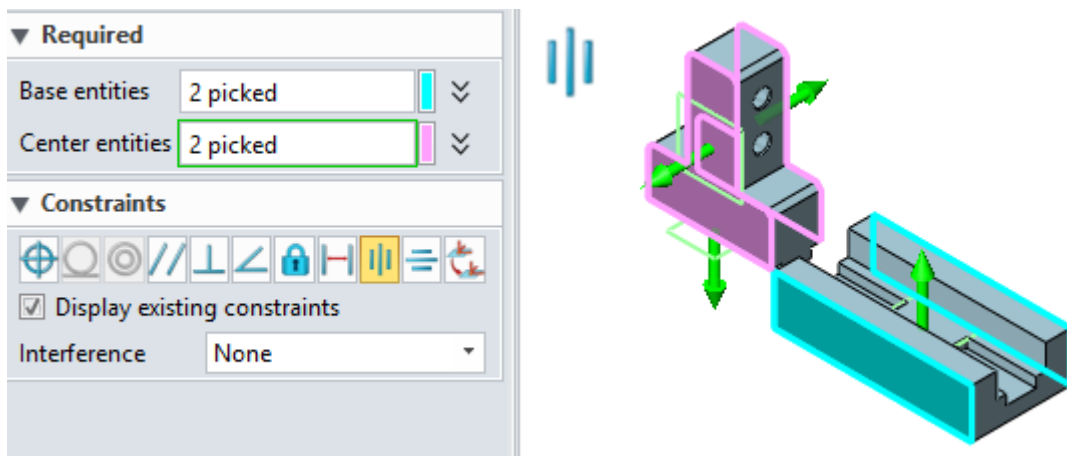 Required
Base entities 2 picked
Center entities 2 picked
Constraints
Display existing constraints
Interference None